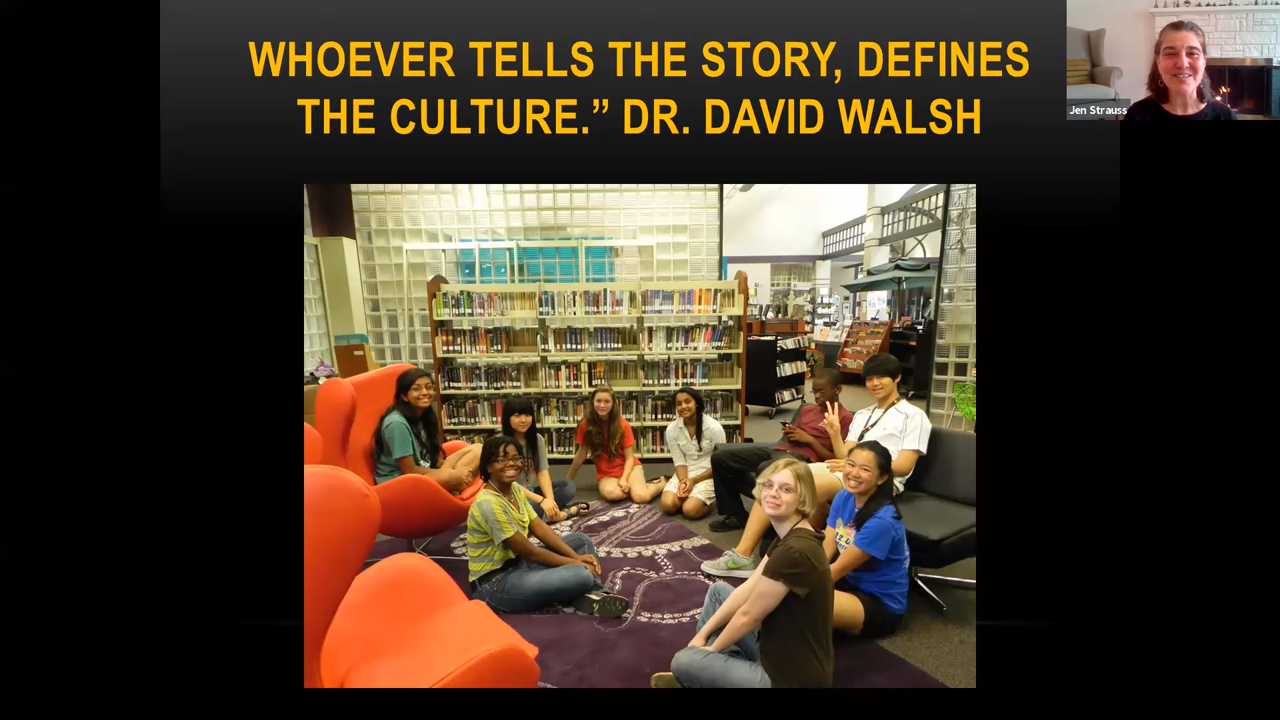 WHOEVER TELLS THE STORY, DEFINES
THE CULTURE.” DR. DAVID WALSH
Jen Strauss